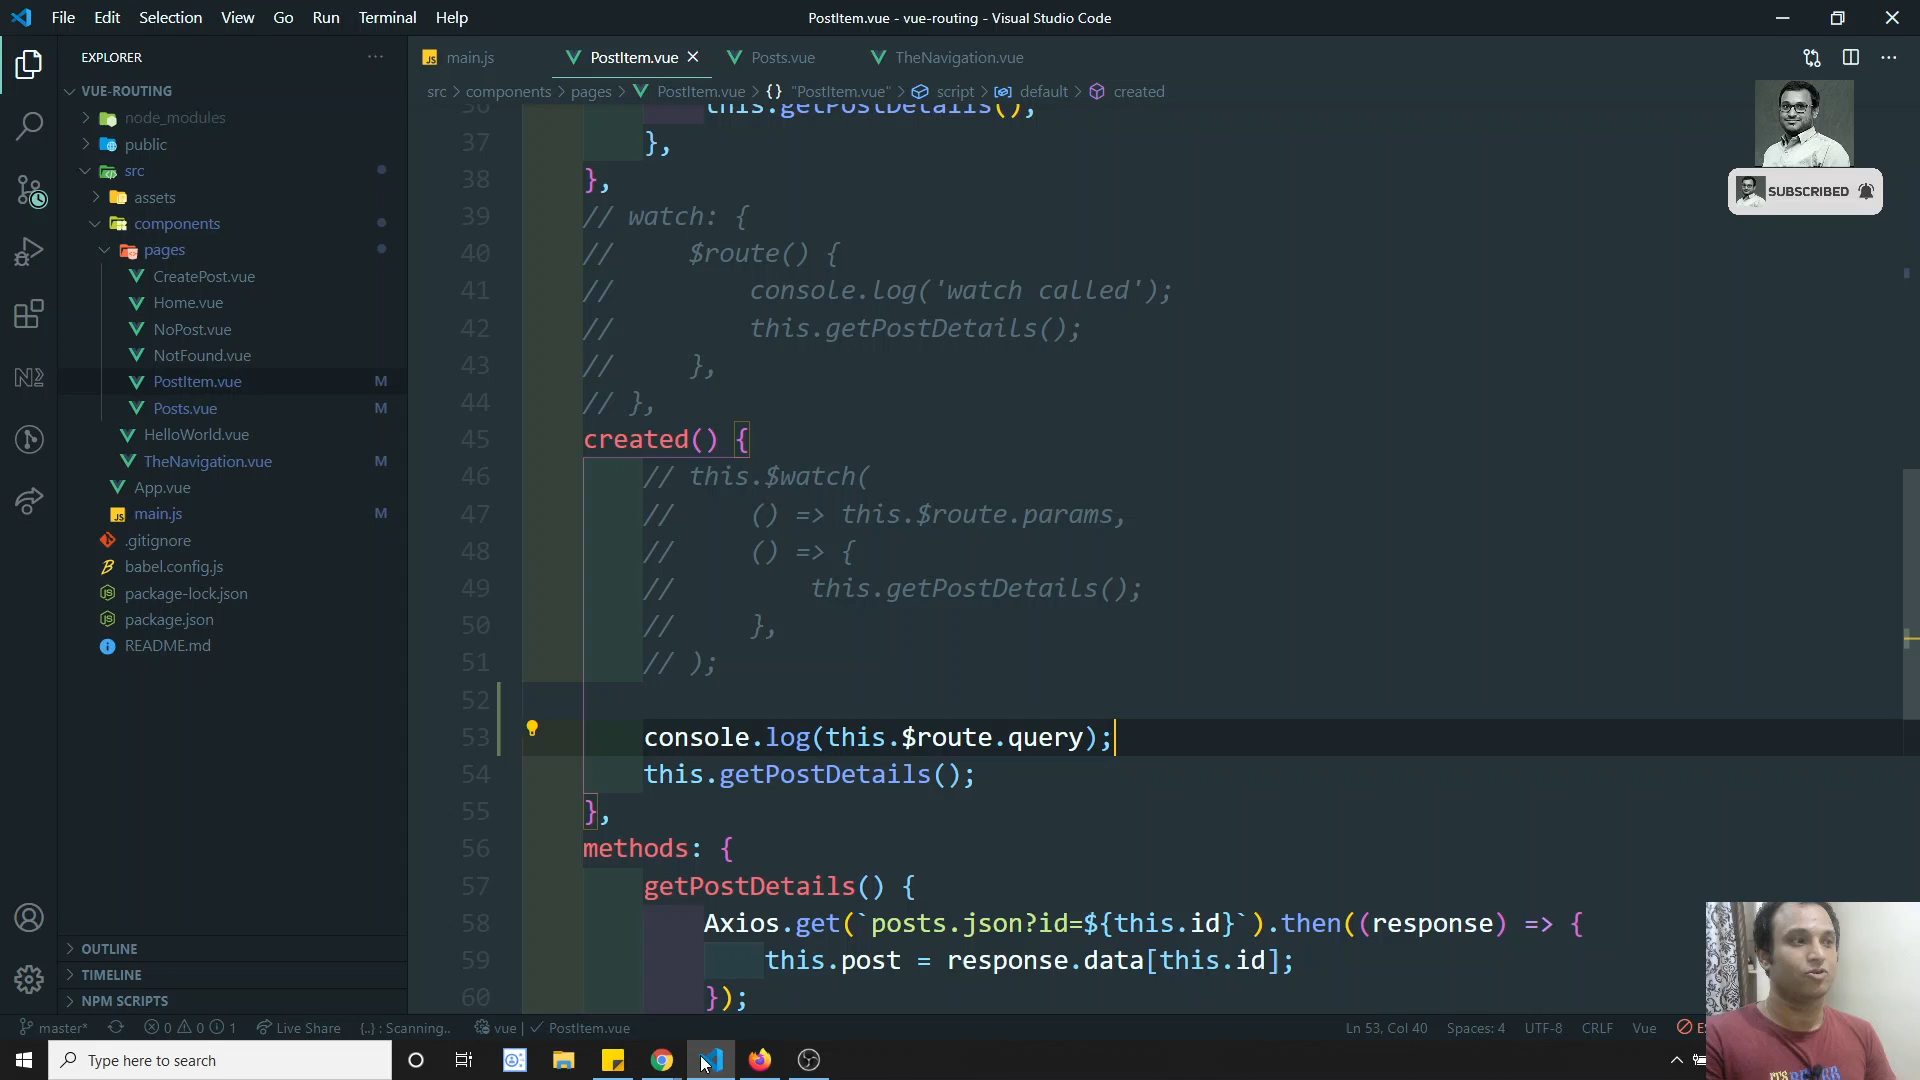 File Edit Selection View Go Run Terminal Help
PostItem.vue - vue-routing - Visual Studio Code
EXPLORER
VUE-ROUTING
node_modules
public
src
assets
components
pages
CreatePost.vue
Home.vue
NoPost.vue
NotFound.vue
PostItem.vue M
Posts.vue M
HelloWorld.vue
TheNavigation.vue M
App.vue
main.js M
.gitignore
babel.config.js
package-lock.json
package.json
README.md
OUTLINE
TIMELINE
NPM SCRIPTS
main.js PostItem.vue Posts.vue TheNavigation.vue
src > components > pages > PostItem.vue > {} "PostItem.vue" > script > default > created
36 this.getPostDetails();
37 },
38 },
39 // watch: {
40 // $route() {
41 // console.log('watch called');
42 // this.getPostDetails();
43 // },
44 // },
45 created() {
46 // this.$watch(
47 // () => this.$route.params,
48 // () => {
49 // this.getPostDetails();
50 // },
51 // );
52
53 console.log(this.$route.query);
54 this.getPostDetails();
55 },
56 methods: {
57 getPostDetails() {
58 Axios.get(`posts.json?id=${this.id}`).then((response) => {
59 this.post = response.data[this.id];
60 });
SUBSCRIBED
master* 0 0 1 Live Share {..} : Scanning.. vue | PostItem.vue
Ln 53, Col 40 Spaces: 4 UTF-8 CRLF Vue
Type here to search